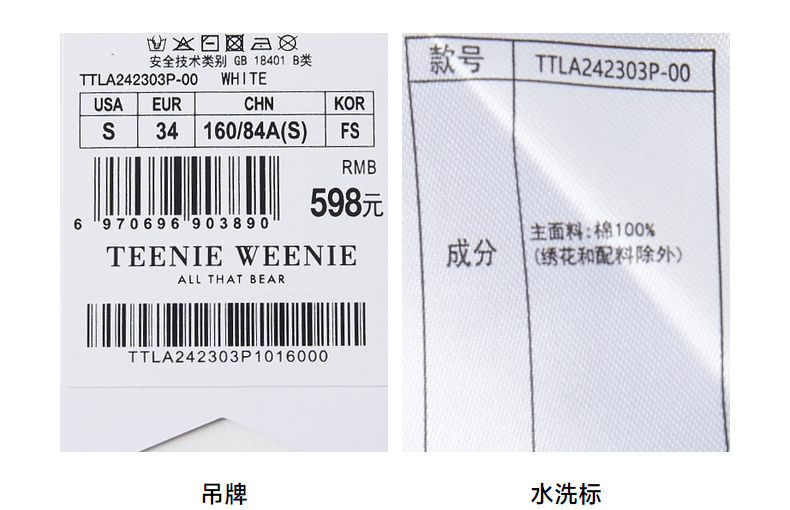 安全技术类别 GB 18401 B类
TTLA242303P-00 WHITE
USA EUR CHN KOR
S 34 160/84A(S) FS
RMB
598元
6 970696 903890
TEENIE WEENIE
ALL THAT BEAR
TTLA242303P1016000
吊牌
款号 TTLA242303P-00
成分 主面料:棉100%
(绣花和配料除外)
水洗标